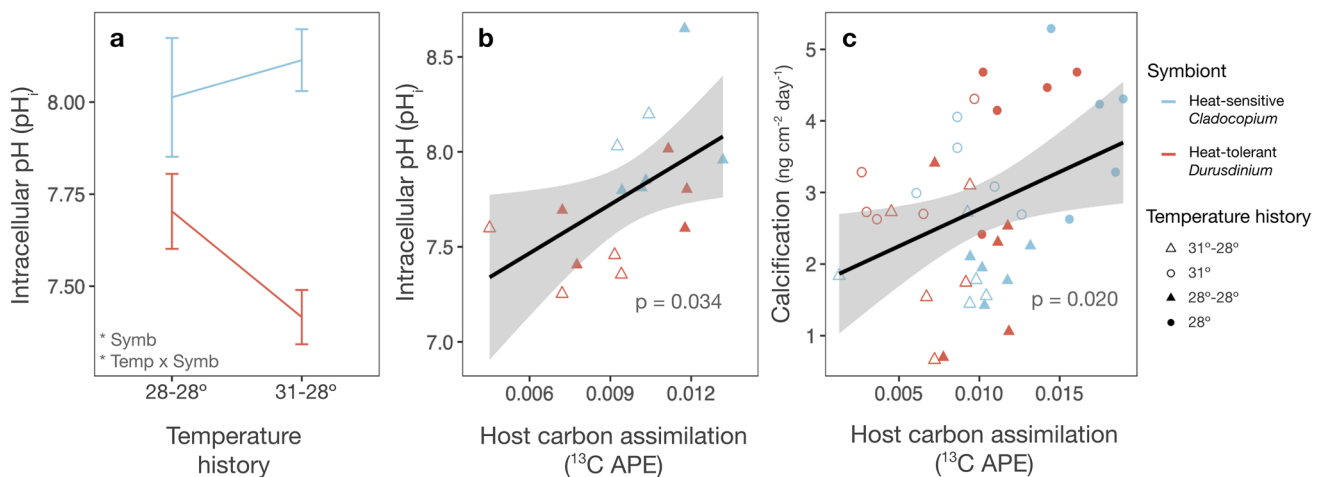 a
Intracellular pH (pHi)
8.00
7.75
7.50
* Symb
* Temp x Symb
28-28°
31-28°
Temperature
history
b
Intracellular pH (pHi)
8.5
8.0
7.5
7.0
p = 0.034
0.006
0.009
0.012
Host carbon assimilation
(¹³C APE)
c
Calcification (ng cm⁻² day⁻¹)
5
4
3
2
1
p = 0.020
0.005
0.010
0.015
Host carbon assimilation
(¹³C APE)
Symbiont
Heat-sensitive
Cladocopium
Heat-tolerant
Durusdinium
Temperature history
31°-28°
31°
28°-28°
28°